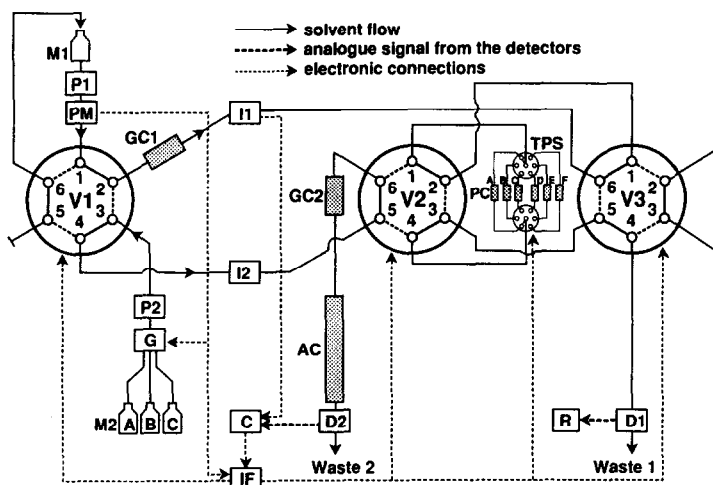 solvent flow
analogue signal from the detectors
electronic connections
M1
P1
PM
GC1
I1
TPS
1
2
3
4
5
6
V1
GC2
1
2
3
4
5
6
V2
A B C D E F
PC
1
2
3
4
5
6
V3
I2
P2
G
M2 A B C
AC
C
D2
R
D1
IF
Waste 2
Waste 1